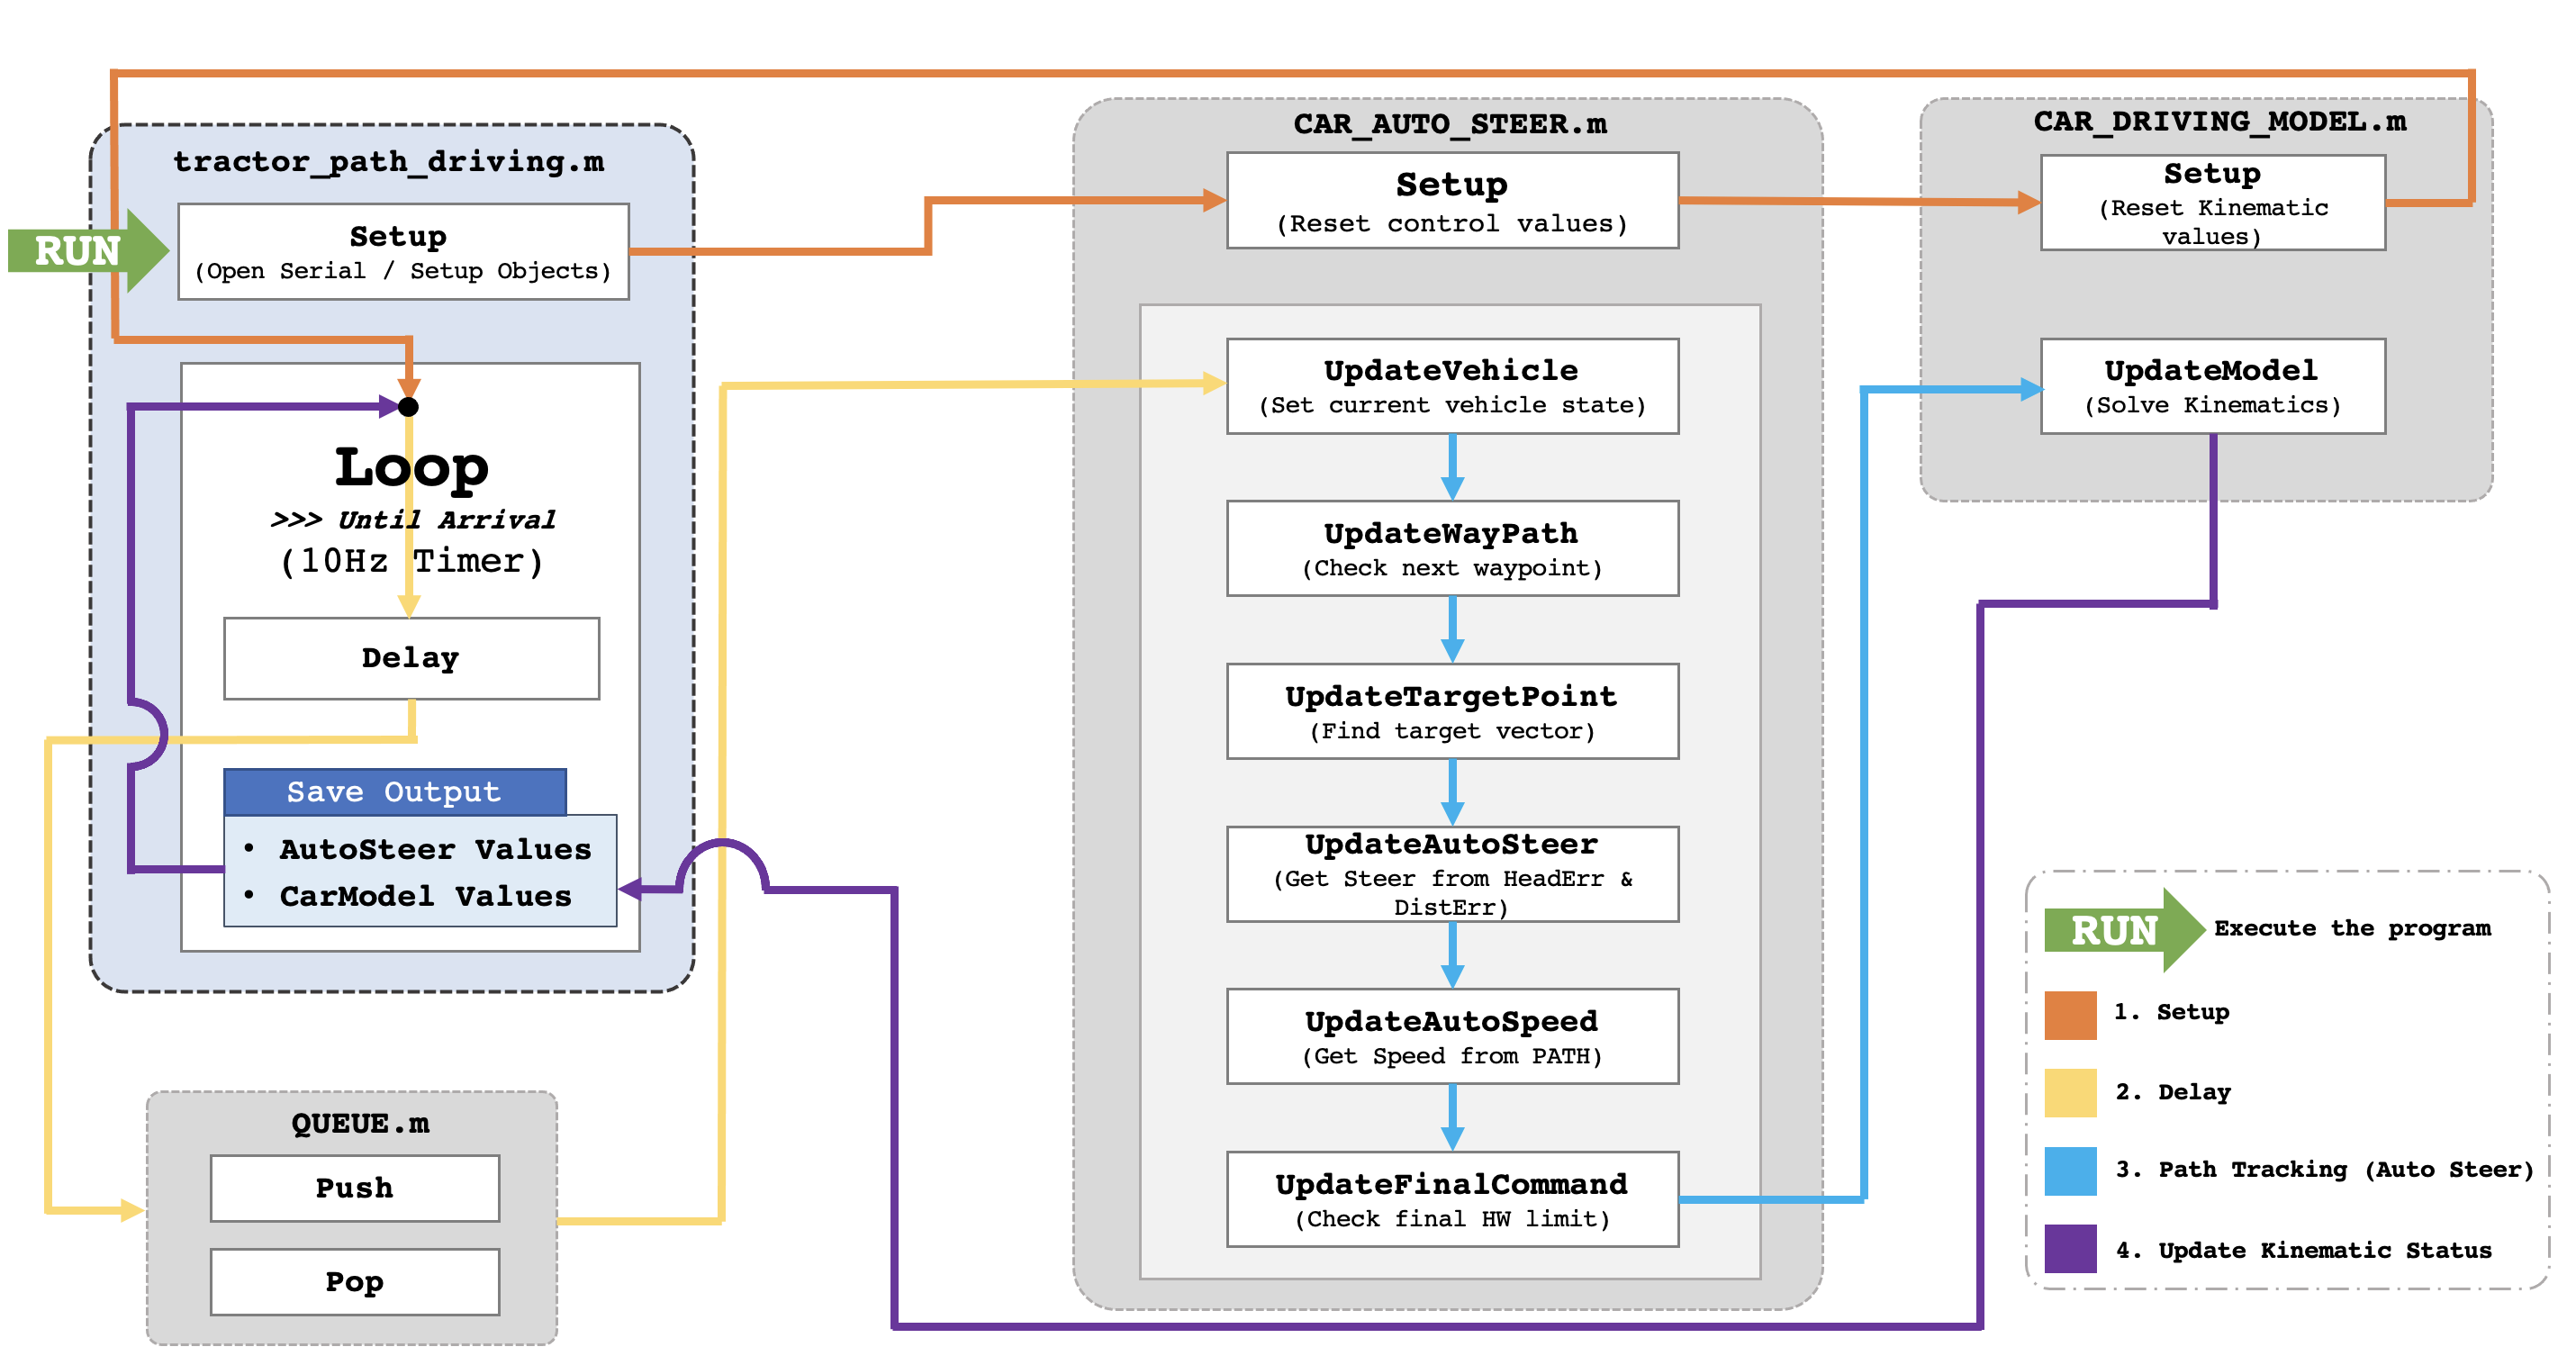 tractor_path_driving.m
RUN
Setup
(Open Serial / Setup Objects)
Loop
>>> Until Arrival
(10Hz Timer)
Delay
Save Output
• AutoSteer Values
• CarModel Values
QUEUE.m
Push
Pop
CAR_AUTO_STEER.m
Setup
(Reset control values)
UpdateVehicle
(Set current vehicle state)
UpdateWayPath
(Check next waypoint)
UpdateTargetPoint
(Find target vector)
UpdateAutoSteer
(Get Steer from HeadErr &
DistErr)
UpdateAutoSpeed
(Get Speed from PATH)
UpdateFinalCommand
(Check final HW limit)
CAR_DRIVING_MODEL.m
Setup
(Reset Kinematic
values)
UpdateModel
(Solve Kinematics)
RUN Execute the program
1. Setup
2. Delay
3. Path Tracking (Auto Steer)
4. Update Kinematic Status